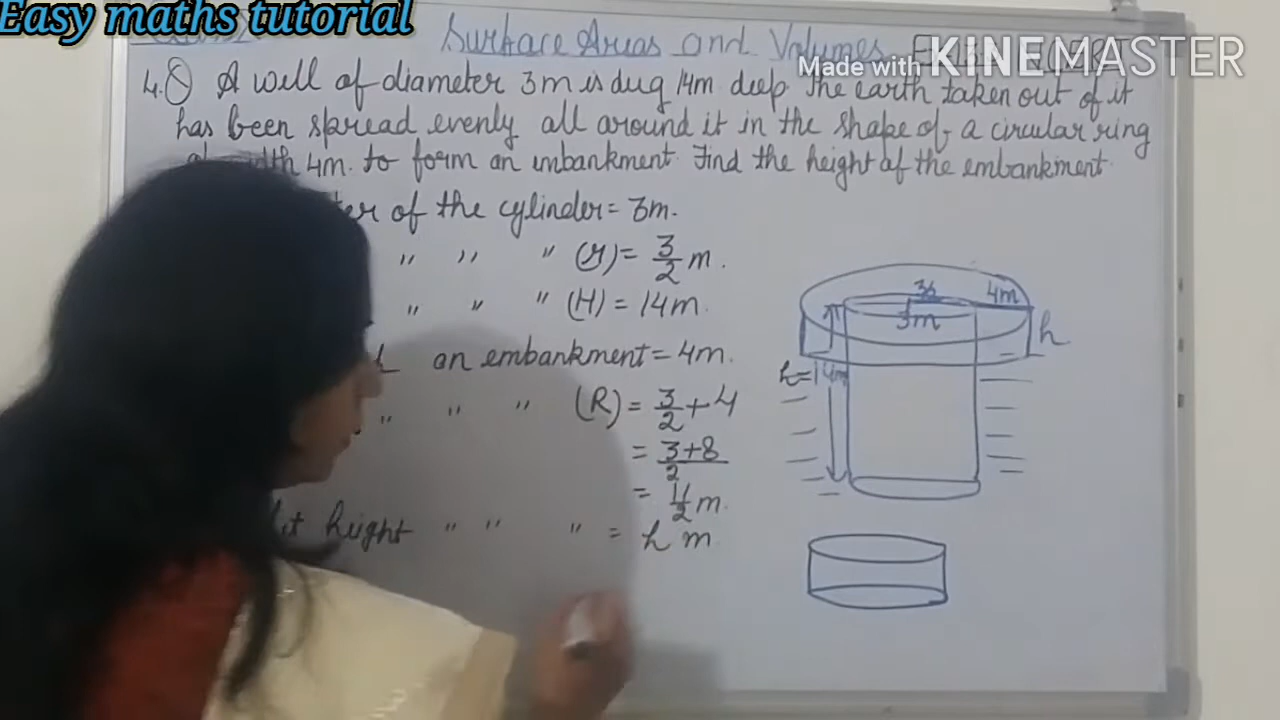 Easy maths tutorial
Surface Areas and Volumes
Made with KINEMASTER
4.Q A well of diameter 3m is dug 14m deep. The earth taken out of it
has been spread evenly all around it in the shape of a circular ring
width 4m. to form an embankment. Find the height of the embankment.
of the cylinder = 3m.
" " " (r) = 3/2 m.
" " " (H) = 14m.
an embankment = 4m.
" " " (R) = 3/2 + 4
= 3+8/2
= 11/2 m.
height " " " = h m
3/2 4m
3m
h
h=14m